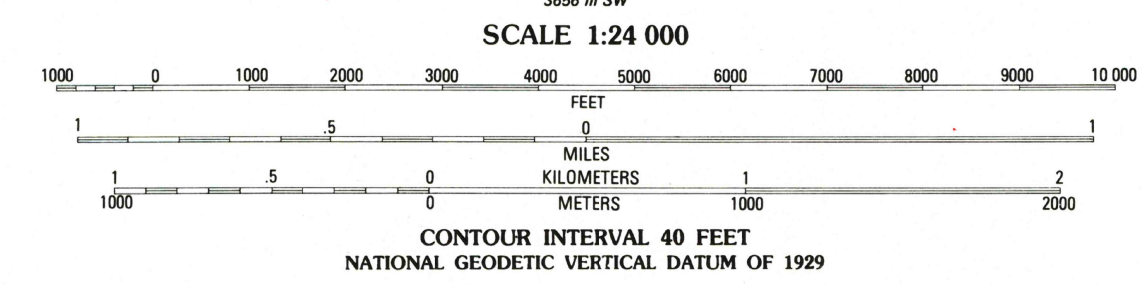 3858 III SW
SCALE 1:24 000
1000 0 1000 2000 3000 4000 5000 6000 7000 8000 9000 10 000
FEET
1 .5 0 1
MILES
1 .5 0 KILOMETERS 1 2
1000 0 METERS 1000 2000
CONTOUR INTERVAL 40 FEET
NATIONAL GEODETIC VERTICAL DATUM OF 1929